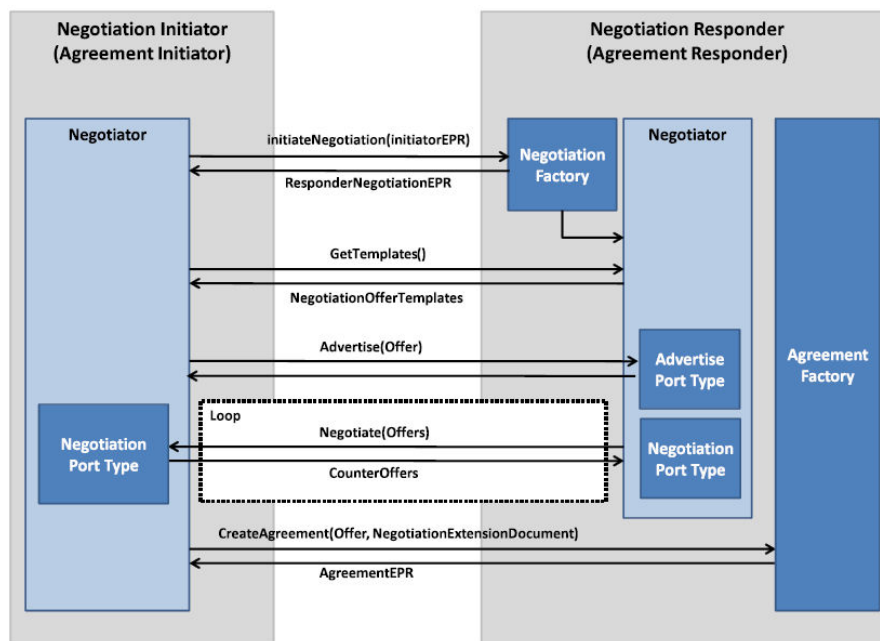 Negotiation Initiator
(Agreement Initiator)
Negotiation Responder
(Agreement Responder)
Negotiator
initiateNegotiation(initiatorEPR)
ResponderNegotiationEPR
Negotiation
Factory
Negotiator
GetTemplates()
NegotiationOfferTemplates
Advertise(Offer)
Advertise
Port Type
Agreement
Factory
Loop
Negotiate(Offers)
CounterOffers
Negotiation
Port Type
Negotiation
Port Type
CreateAgreement(Offer, NegotiationExtensionDocument)
AgreementEPR